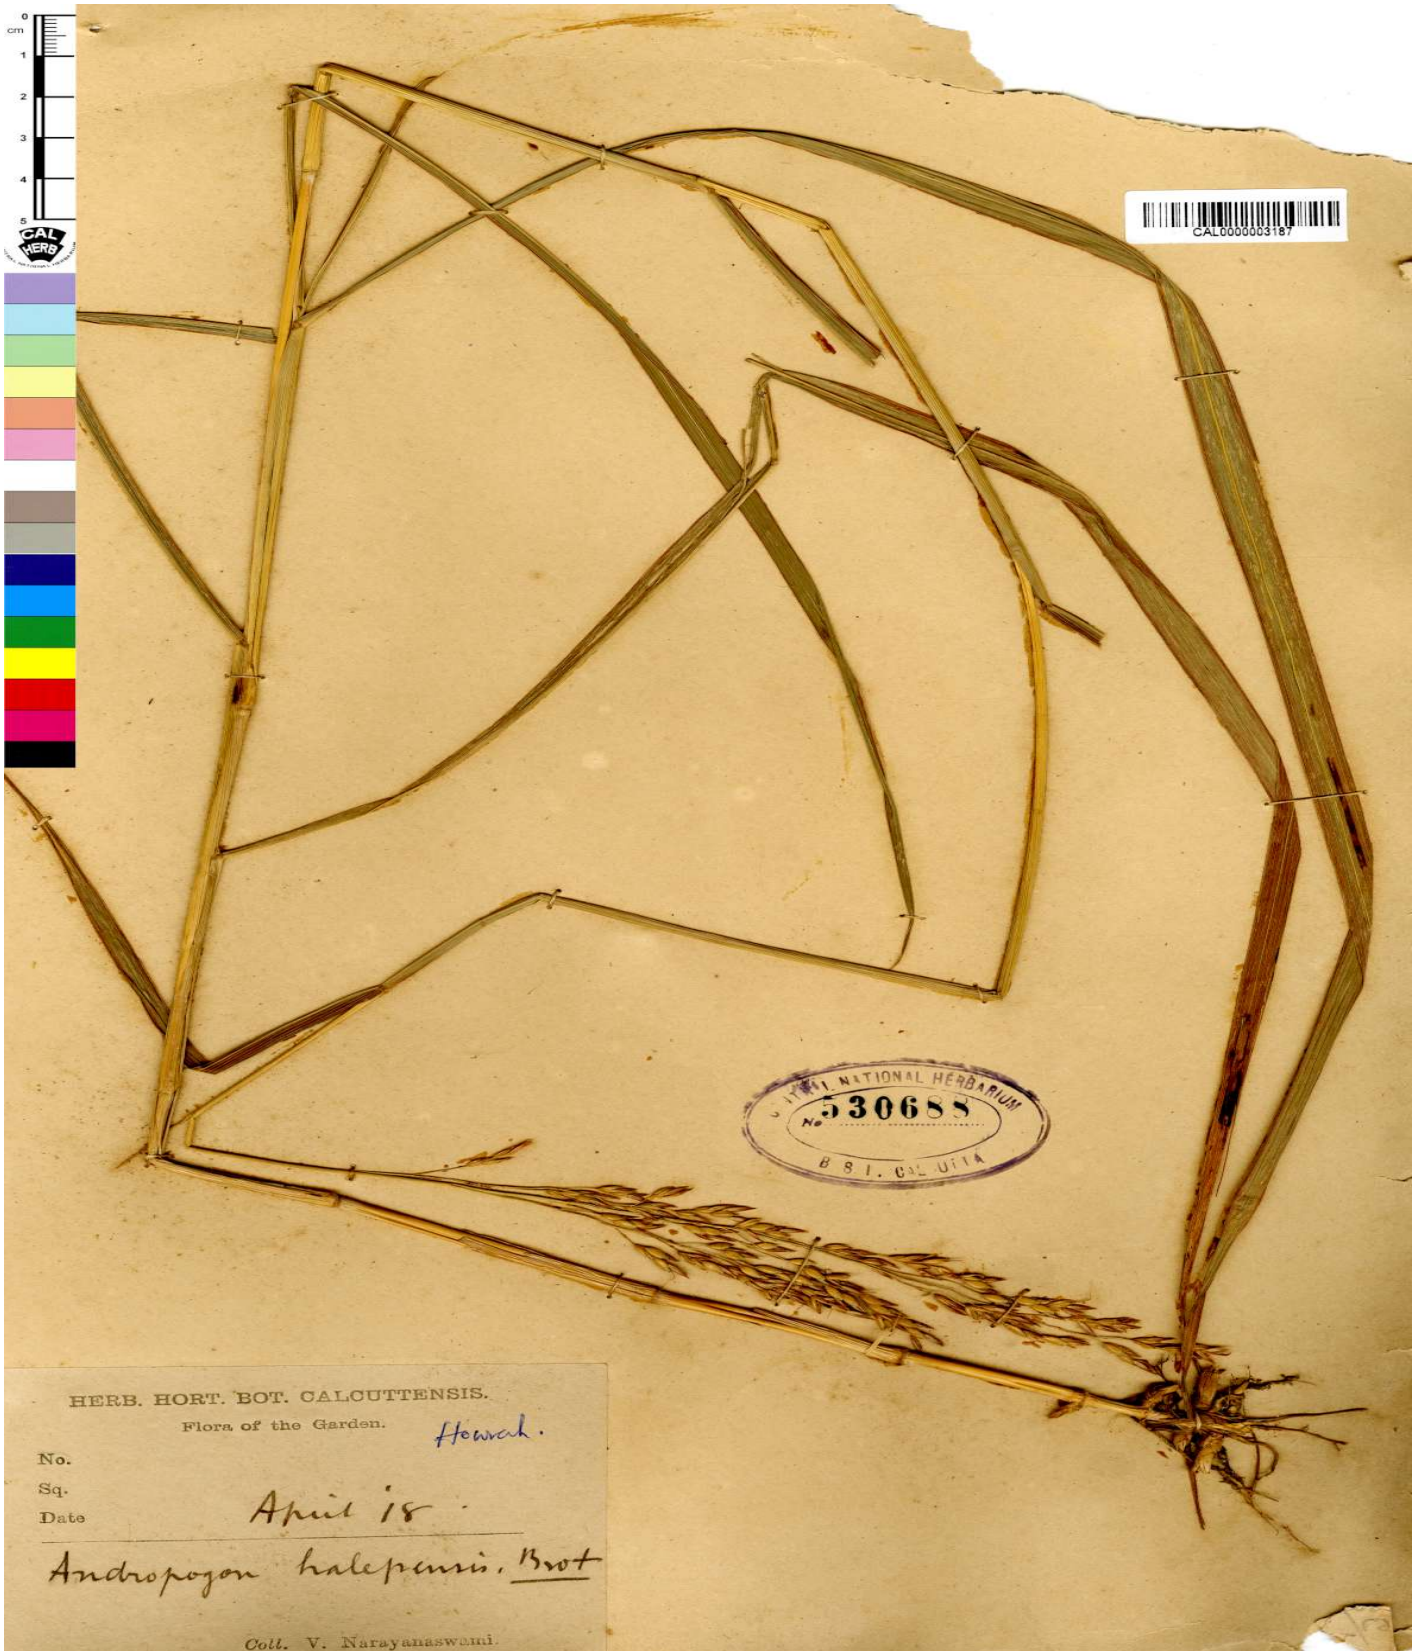 0
cm
1
2
3
4
5
CAL
HERB
CAL0000003187
NATIONAL HERBARIUM
No 530688
B S I. CALCUTTA
HERB. HORT. BOT. CALCUTTENSIS.
Flora of the Garden.
Howrah.
No.
Sq.
Date April '18.
Andropogon halepensis. Brot
Coll. V. Narayanaswami.